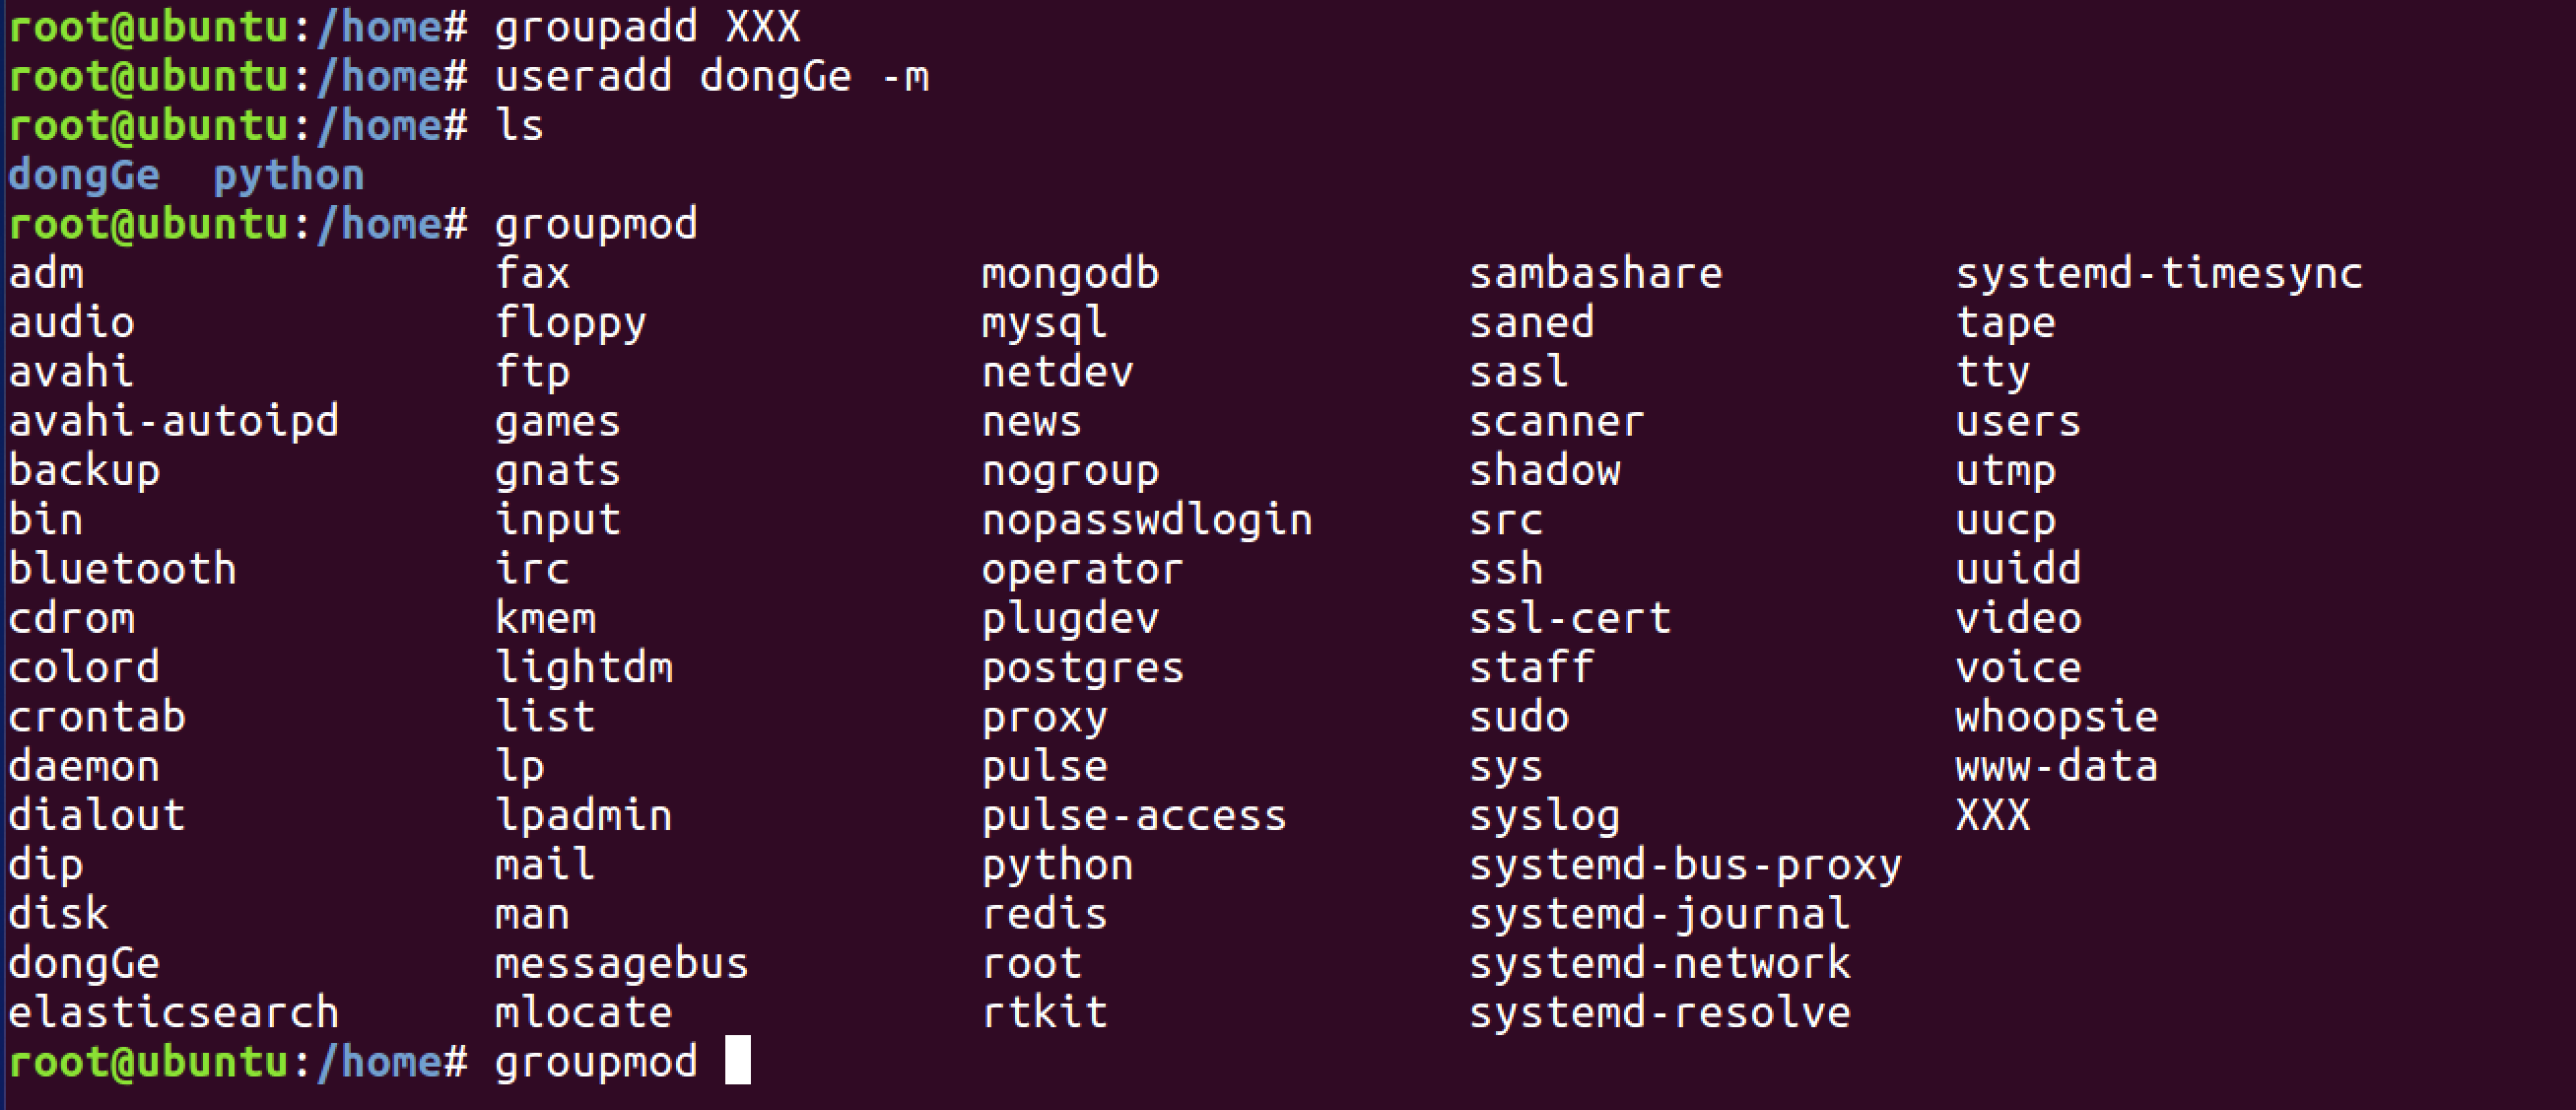 root@ubuntu:/home# groupadd XXX
root@ubuntu:/home# useradd dongGe -m
root@ubuntu:/home# ls
dongGe  python
root@ubuntu:/home# groupmod
adm fax mongodb sambashare systemd-timesync
audio floppy mysql saned tape
avahi ftp netdev sasl tty
avahi-autoipd games news scanner users
backup gnats nogroup shadow utmp
bin input nopasswdlogin src uucp
bluetooth irc operator ssh uuidd
cdrom kmem plugdev ssl-cert video
colord lightdm postgres staff voice
crontab list proxy sudo whoopsie
daemon lp pulse sys www-data
dialout lpadmin pulse-access syslog XXX
dip mail python systemd-bus-proxy
disk man redis systemd-journal
dongGe messagebus root systemd-network
elasticsearch mlocate rtkit systemd-resolve
root@ubuntu:/home# groupmod